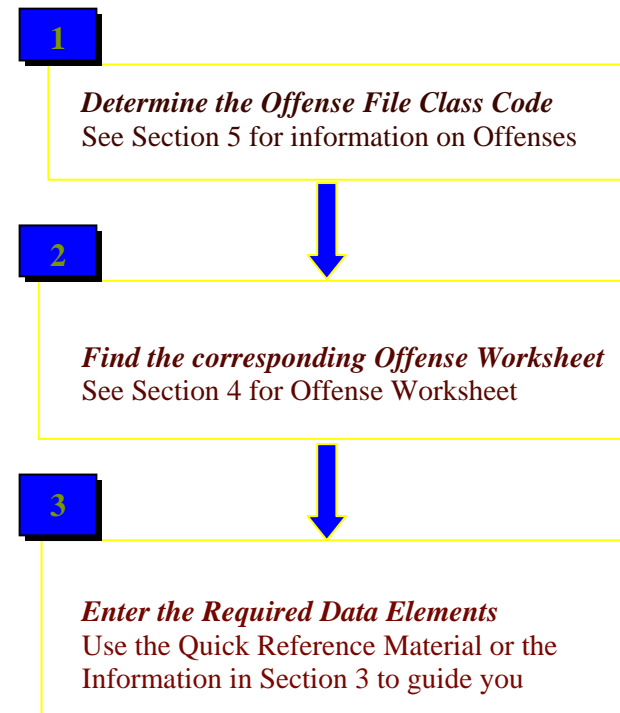 1
Determine the Offense File Class Code
See Section 5 for information on Offenses
2
Find the corresponding Offense Worksheet
See Section 4 for Offense Worksheet
3
Enter the Required Data Elements
Use the Quick Reference Material or the
Information in Section 3 to guide you